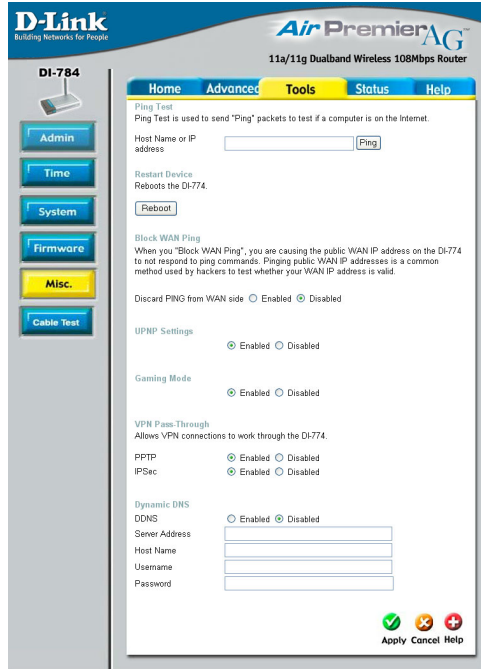 D-Link
Building Networks for People
Air PremierAG
11a/11g Dualband Wireless 108Mbps Router
DI-784
Home Advanced Tools Status Help
Admin
Time
System
Firmware
Misc.
Cable Test
Ping Test
Ping Test is used to send "Ping" packets to test if a computer is on the Internet.
Host Name or IP
address
Ping
Restart Device
Reboots the DI-774.
Reboot
Block WAN Ping
When you "Block WAN Ping", you are causing the public WAN IP address on the DI-774
to not respond to ping commands. Pinging public WAN IP addresses is a common
method used by hackers to test whether your WAN IP address is valid.
Discard PING from WAN side Enabled Disabled
UPNP Settings
Enabled Disabled
Gaming Mode
Enabled Disabled
VPN Pass-Through
Allows VPN connections to work through the DI-774.
PPTP Enabled Disabled
IPSec Enabled Disabled
Dynamic DNS
DDNS Enabled Disabled
Server Address
Host Name
Username
Password
Apply Cancel Help